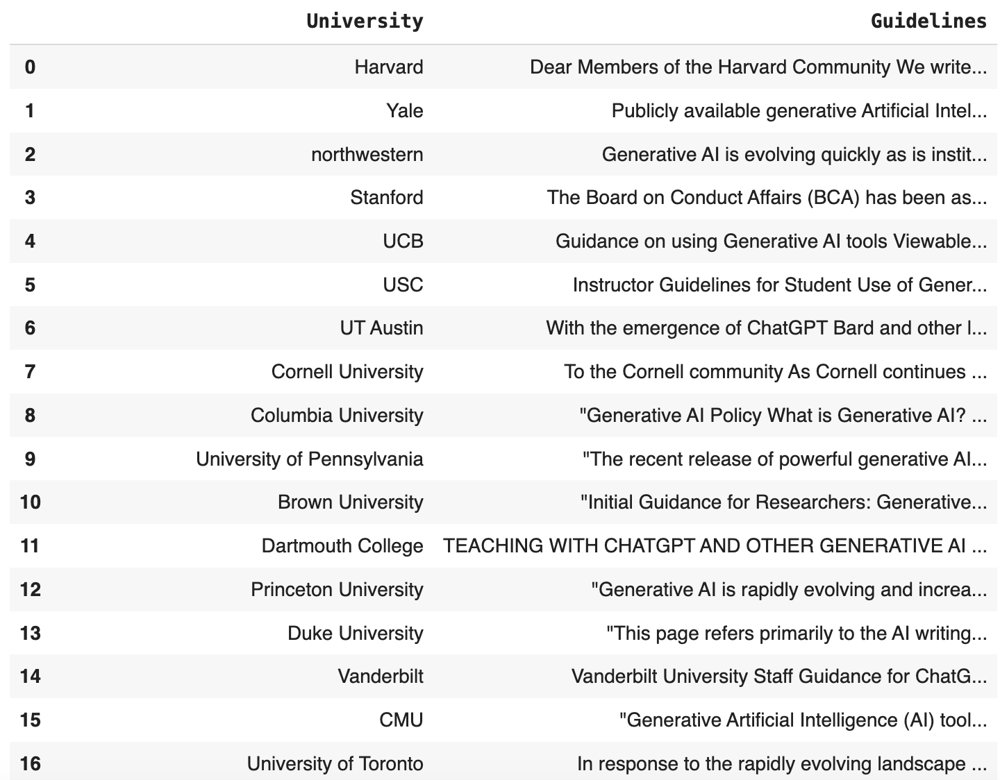 University Guidelines
0 Harvard Dear Members of the Harvard Community We write...
1 Yale Publicly available generative Artificial Intel...
2 northwestern Generative AI is evolving quickly as is instit...
3 Stanford The Board on Conduct Affairs (BCA) has been as...
4 UCB Guidance on using Generative AI tools Viewable...
5 USC Instructor Guidelines for Student Use of Gener...
6 UT Austin With the emergence of ChatGPT Bard and other l...
7 Cornell University To the Cornell community As Cornell continues ...
8 Columbia University "Generative AI Policy What is Generative AI? ...
9 University of Pennsylvania "The recent release of powerful generative AI...
10 Brown University "Initial Guidance for Researchers: Generative...
11 Dartmouth College TEACHING WITH CHATGPT AND OTHER GENERATIVE AI ...
12 Princeton University "Generative AI is rapidly evolving and increa...
13 Duke University "This page refers primarily to the AI writing...
14 Vanderbilt Vanderbilt University Staff Guidance for ChatG...
15 CMU "Generative Artificial Intelligence (AI) tool...
16 University of Toronto In response to the rapidly evolving landscape ...